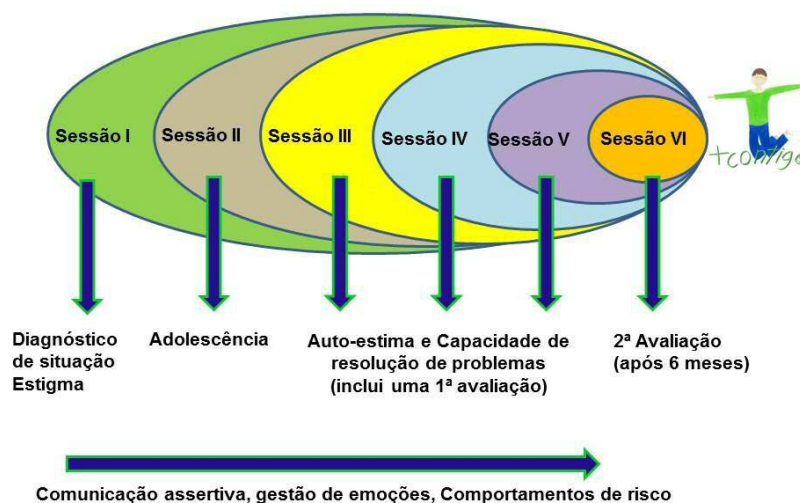 Sessão I
Sessão II
Sessão III
Sessão IV
Sessão V
Sessão VI
+contigo
Diagnóstico
de situação
Estigma
Adolescência
Auto-estima e Capacidade de
resolução de problemas
(inclui uma 1ª avaliação)
2ª Avaliação
(após 6 meses)
Comunicação assertiva, gestão de emoções, Comportamentos de risco